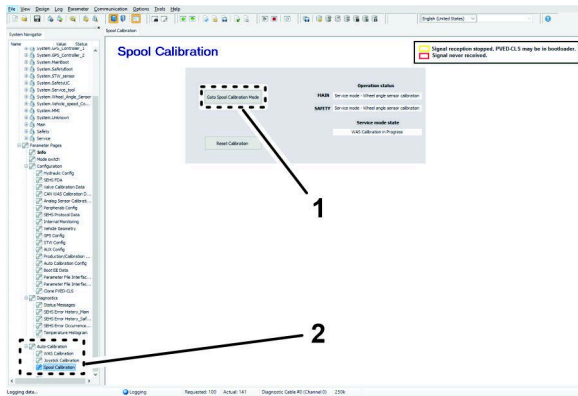 File View Design Log Parameter Communication Options Tools Help
English (United States)
System Navigator
Spool Calibration
Name Value Status
System.GPS_Controller_1
System.GPS_Controller_2
System.MainBoot
System.SafetyBoot
System.STW_sensor
System.SafetyUC
System.Service_tool
System.Wheel_Angle_Sensor
System.Vehicle_speed_Co...
System.MMI
System.Unknown
Main
Safety
Service
Parameter Pages
Info
Mode switch
Configuration
Hydraulic Config
SEHS FDA
Valve Calibration Data
CAN WAS Calibration D...
Analog Sensor Calibrati...
Peripherals Config
SEHS Protocol Data
Internal Monitoring
Vehicle Geometry
GPS Config
STW Config
AUX Config
Production/Calibration ...
Auto Calibration Config
Boot EE Data
Parameter File Interfac...
Parameter File Interfac...
Clone PVED-CLS
Diagnostics
Status Messages
SEHS Error History_Main
SEHS Error History_Saf...
SEHS Error Occurrence...
Temperature Histogram
Auto-Calibration
WAS Calibration
Joystick Calibration
Spool Calibration
Spool Calibration
Signal reception stopped, PVED-CLS may be in bootloader.
Signal never received.
Goto Spool Calibration Mode
Reset Calibration
Operation status
MAIN Service mode - Wheel angle sensor calibration
SAFETY Service mode - Wheel angle sensor calibration
Service mode state
WAS Calibration in Progress
1
2
Logging data... Logging Requested: 100 Actual: 141 Diagnostic Cable #0 (Channel 0) 250k